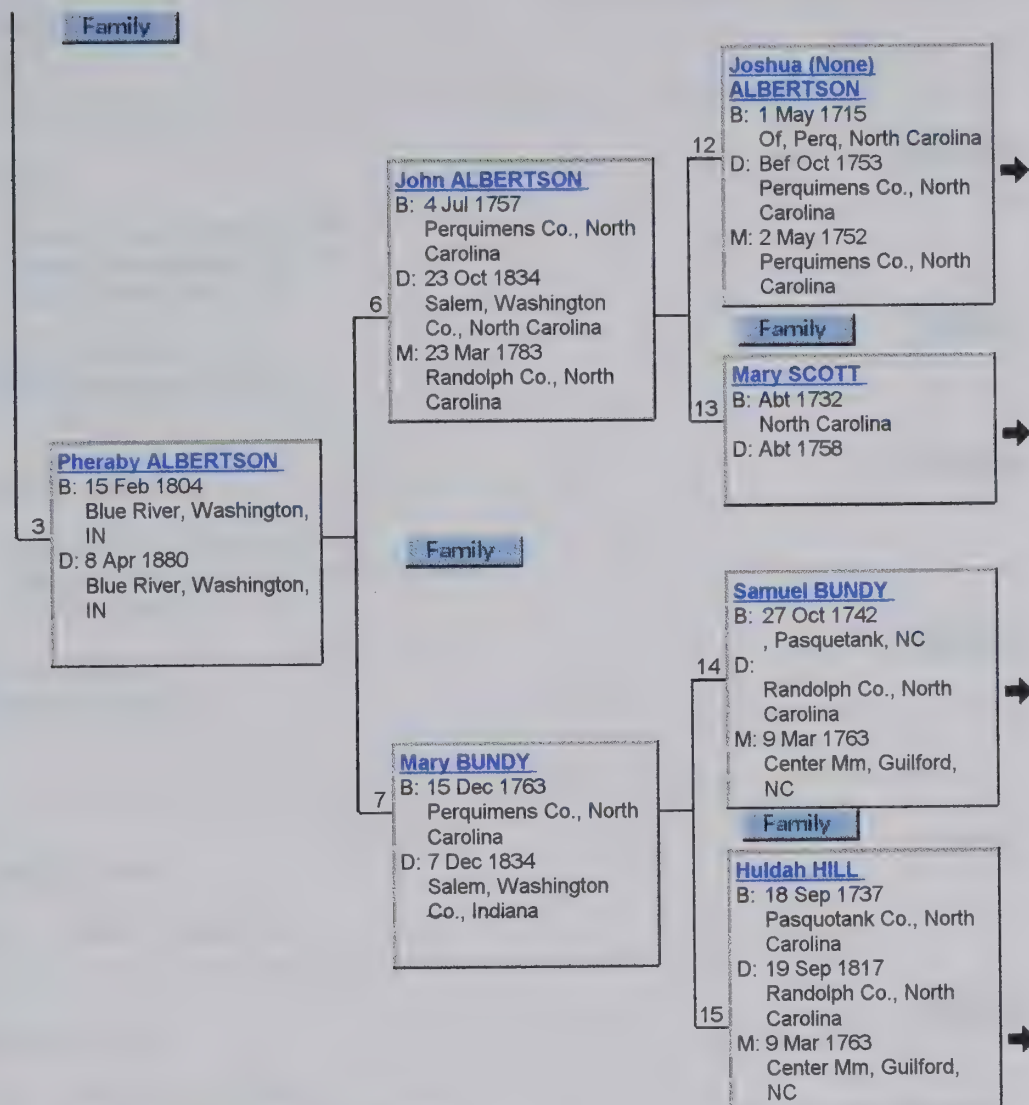 Family
Joshua (None)
ALBERTSON
B: 1 May 1715
Of, Perq, North Carolina
D: Bef Oct 1753
Perquimens Co., North
Carolina
M: 2 May 1752
Perquimens Co., North
Carolina
12
John ALBERTSON
B: 4 Jul 1757
Perquimens Co., North
Carolina
D: 23 Oct 1834
Salem, Washington
Co., North Carolina
M: 23 Mar 1783
Randolph Co., North
Carolina
6
Family
Mary SCOTT
B: Abt 1732
North Carolina
D: Abt 1758
13
Pheraby ALBERTSON
B: 15 Feb 1804
Blue River, Washington,
IN
D: 8 Apr 1880
Blue River, Washington,
IN
3
Family
Samuel BUNDY
B: 27 Oct 1742
, Pasquetank, NC
D:
Randolph Co., North
Carolina
M: 9 Mar 1763
Center Mm, Guilford,
NC
14
Mary BUNDY
B: 15 Dec 1763
Perquimens Co., North
Carolina
D: 7 Dec 1834
Salem, Washington
Co., Indiana
7
Family
Huldah HILL
B: 18 Sep 1737
Pasquotank Co., North
Carolina
D: 19 Sep 1817
Randolph Co., North
Carolina
M: 9 Mar 1763
Center Mm, Guilford,
NC
15